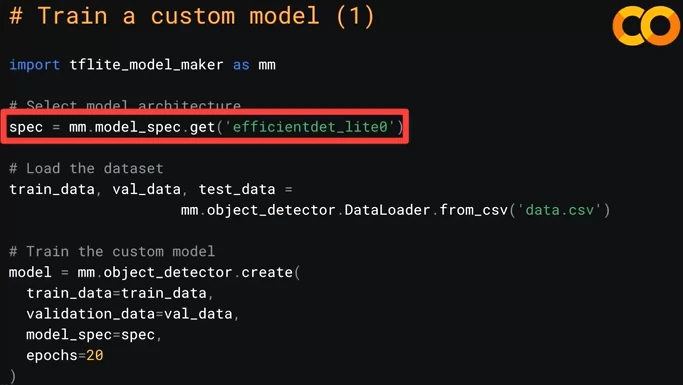 # Train a custom model (1)
import tflite_model_maker as mm
# Select model architecture
spec = mm.model_spec.get('efficientdet_lite0')
# Load the dataset
train_data, val_data, test_data =
mm.object_detector.DataLoader.from_csv('data.csv')
# Train the custom model
model = mm.object_detector.create(
train_data=train_data,
validation_data=val_data,
model_spec=spec,
epochs=20
)